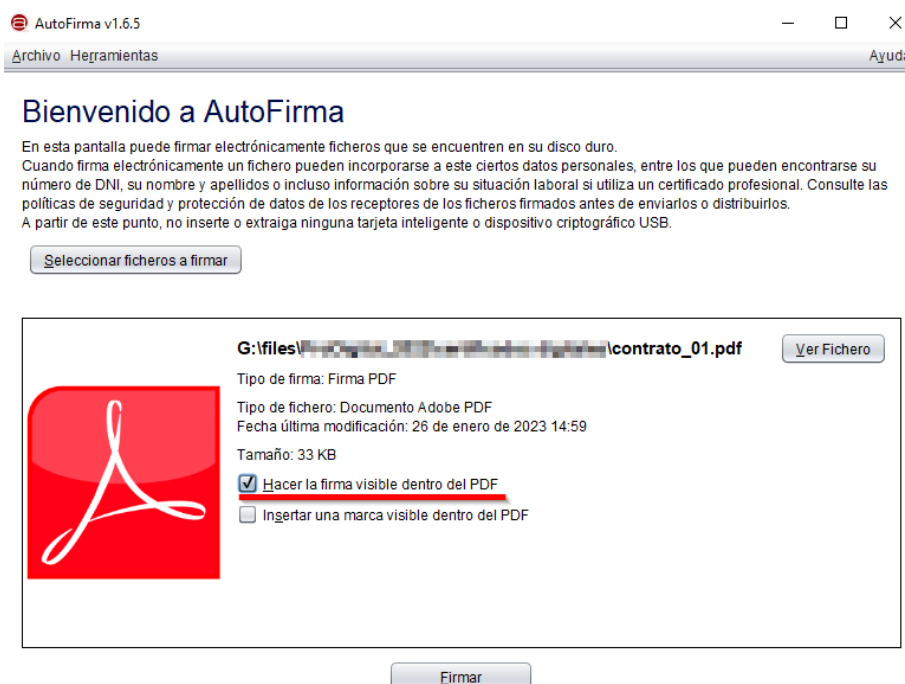 AutoFirma v1.6.5
Archivo Herramientas Ayuda
Bienvenido a AutoFirma
En esta pantalla puede firmar electrónicamente ficheros que se encuentren en su disco duro.
Cuando firma electrónicamente un fichero pueden incorporarse a este ciertos datos personales, entre los que pueden encontrarse su
número de DNI, su nombre y apellidos o incluso información sobre su situación laboral si utiliza un certificado profesional. Consulte las
políticas de seguridad y protección de datos de los receptores de los ficheros firmados antes de enviarlos o distribuirlos.
A partir de este punto, no inserte o extraiga ninguna tarjeta inteligente o dispositivo criptográfico USB.
Seleccionar ficheros a firmar
G:\files\ \contrato_01.pdf
Ver Fichero
Tipo de firma: Firma PDF
Tipo de fichero: Documento Adobe PDF
Fecha última modificación: 26 de enero de 2023 14:59
Tamaño: 33 KB
Hacer la firma visible dentro del PDF
Insertar una marca visible dentro del PDF
Firmar